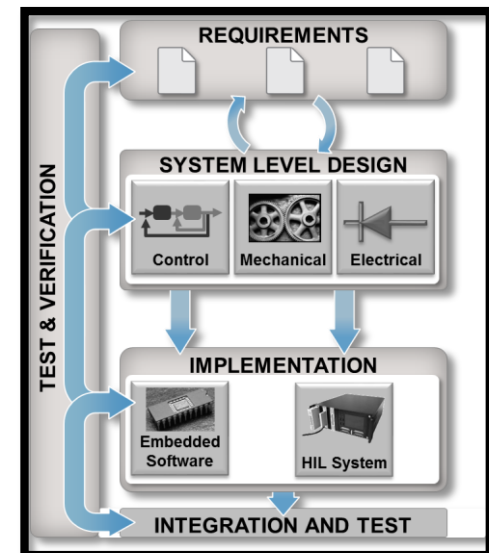 REQUIREMENTS
TEST & VERIFICATION
SYSTEM LEVEL DESIGN
Control
Mechanical
Electrical
IMPLEMENTATION
Embedded
Software
HIL System
INTEGRATION AND TEST